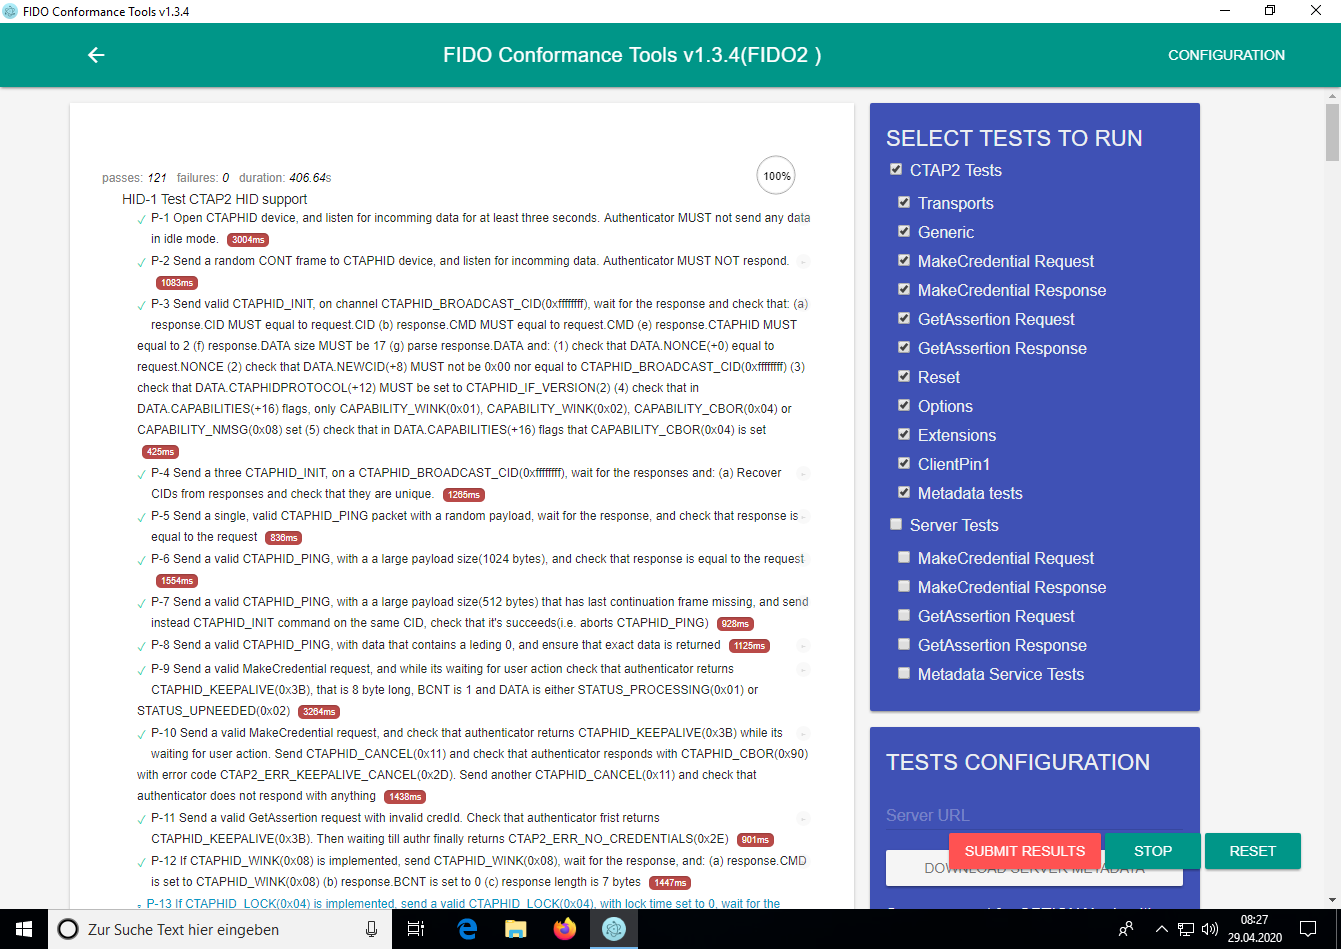 FIDO Conformance Tools v1.3.4
FIDO Conformance Tools v1.3.4(FIDO2 )
CONFIGURATION
passes: 121 failures: 0 duration: 406.64s
100%
HID-1 Test CTAP2 HID support
✓ P-1 Open CTAPHID device, and listen for incomming data for at least three seconds. Authenticator MUST not send any data
in idle mode. 3004ms
✓ P-2 Send a random CONT frame to CTAPHID device, and listen for incomming data. Authenticator MUST NOT respond.
1083ms
✓ P-3 Send valid CTAPHID_INIT, on channel CTAPHID_BROADCAST_CID(0xffffffff), wait for the response and check that: (a)
response.CID MUST equal to request.CID (b) response.CMD MUST equal to request.CMD (e) response.CTAPHID MUST
equal to 2 (f) response.DATA size MUST be 17 (g) parse response.DATA and: (1) check that DATA.NONCE(+0) equal to
request.NONCE (2) check that DATA.NEWCID(+8) MUST not be 0x00 nor equal to CTAPHID_BROADCAST_CID(0xffffffff) (3)
check that DATA.CTAPHIDPROTOCOL(+12) MUST be set to CTAPHID_IF_VERSION(2) (4) check that in
DATA.CAPABILITIES(+16) flags, only CAPABILITY_WINK(0x01), CAPABILITY_WINK(0x02), CAPABILITY_CBOR(0x04) or
CAPABILITY_NMSG(0x08) set (5) check that in DATA.CAPABILITIES(+16) flags that CAPABILITY_CBOR(0x04) is set
425ms
✓ P-4 Send a three CTAPHID_INIT, on a CTAPHID_BROADCAST_CID(0xffffffff), wait for the responses and: (a) Recover
CIDs from responses and check that they are unique. 1265ms
✓ P-5 Send a single, valid CTAPHID_PING packet with a random payload, wait for the response, and check that response is
equal to the request 836ms
✓ P-6 Send a valid CTAPHID_PING, with a a large payload size(1024 bytes), and check that response is equal to the request
1554ms
✓ P-7 Send a valid CTAPHID_PING, with a a large payload size(512 bytes) that has last continuation frame missing, and send
instead CTAPHID_INIT command on the same CID, check that it's succeeds(i.e. aborts CTAPHID_PING) 928ms
✓ P-8 Send a valid CTAPHID_PING, with data that contains a leding 0, and ensure that exact data is returned 1125ms
✓ P-9 Send a valid MakeCredential request, and while its waiting for user action check that authenticator returns
CTAPHID_KEEPALIVE(0x3B), that is 8 byte long, BCNT is 1 and DATA is either STATUS_PROCESSING(0x01) or
STATUS_UPNEEDED(0x02) 3264ms
✓ P-10 Send a valid MakeCredential request, and check that authenticator returns CTAPHID_KEEPALIVE(0x3B) while its
waiting for user action. Send CTAPHID_CANCEL(0x11) and check that authenticator responds with CTAPHID_CBOR(0x90)
with error code CTAP2_ERR_KEEPALIVE_CANCEL(0x2D). Send another CTAPHID_CANCEL(0x11) and check that
authenticator does not respond with anything 1438ms
✓ P-11 Send a valid GetAssertion request with invalid credId. Check that authenticator frist returns
CTAPHID_KEEPALIVE(0x3B). Then waiting till authr finally returns CTAP2_ERR_NO_CREDENTIALS(0x2E) 901ms
✓ P-12 If CTAPHID_WINK(0x08) is implemented, send CTAPHID_WINK(0x08), wait for the response, and: (a) response.CMD
is set to CTAPHID_WINK(0x08) (b) response.BCNT is set to 0 (c) response length is 7 bytes 1447ms
P-13 If CTAPHID_LOCK(0x04) is implemented, send a valid CTAPHID_LOCK(0x04), with lock time set to 0, wait for the
SELECT TESTS TO RUN
CTAP2 Tests
Transports
Generic
MakeCredential Request
MakeCredential Response
GetAssertion Request
GetAssertion Response
Reset
Options
Extensions
ClientPin1
Metadata tests
Server Tests
MakeCredential Request
MakeCredential Response
GetAssertion Request
GetAssertion Response
Metadata Service Tests
TESTS CONFIGURATION
Server URL
DOWNLOAD SERVER METADATA
SUBMIT RESULTS
STOP
RESET
Zur Suche Text hier eingeben
08:27
29.04.2020